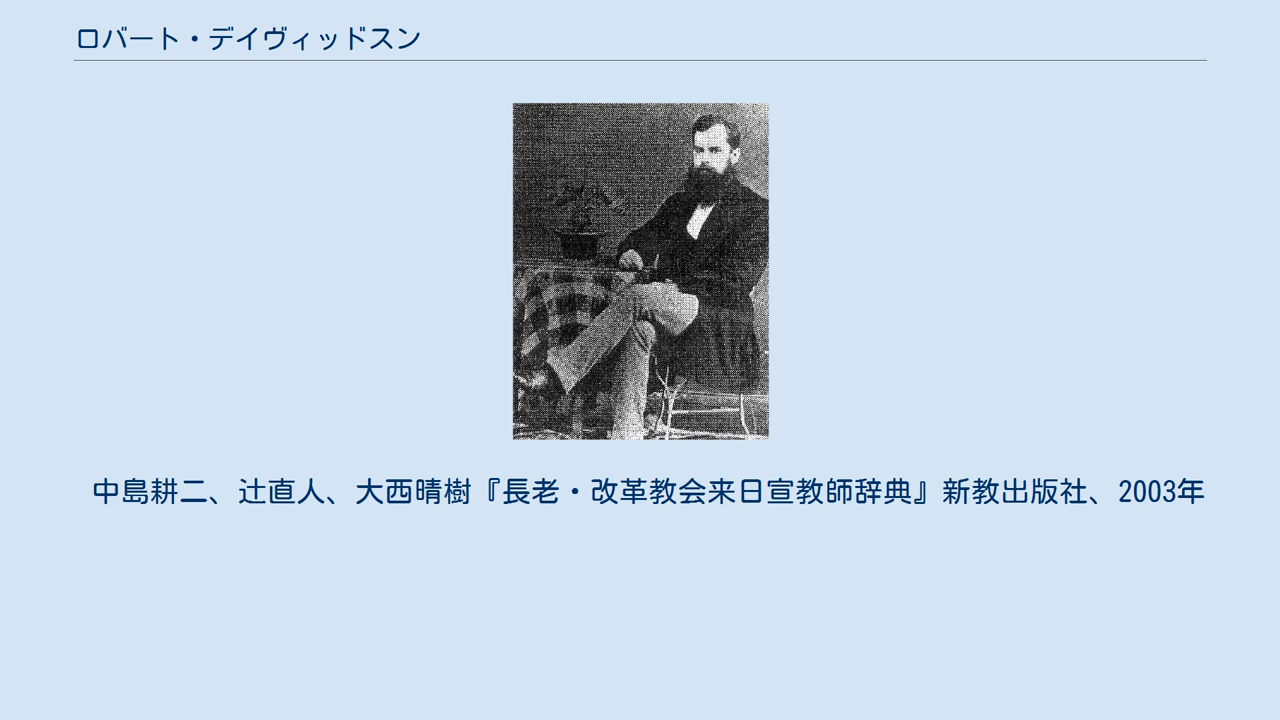 ロバート・デイヴィッドスン
中島耕二、辻直人、大西晴樹『長老・改革教会来日宣教師辞典』新教出版社、2003年